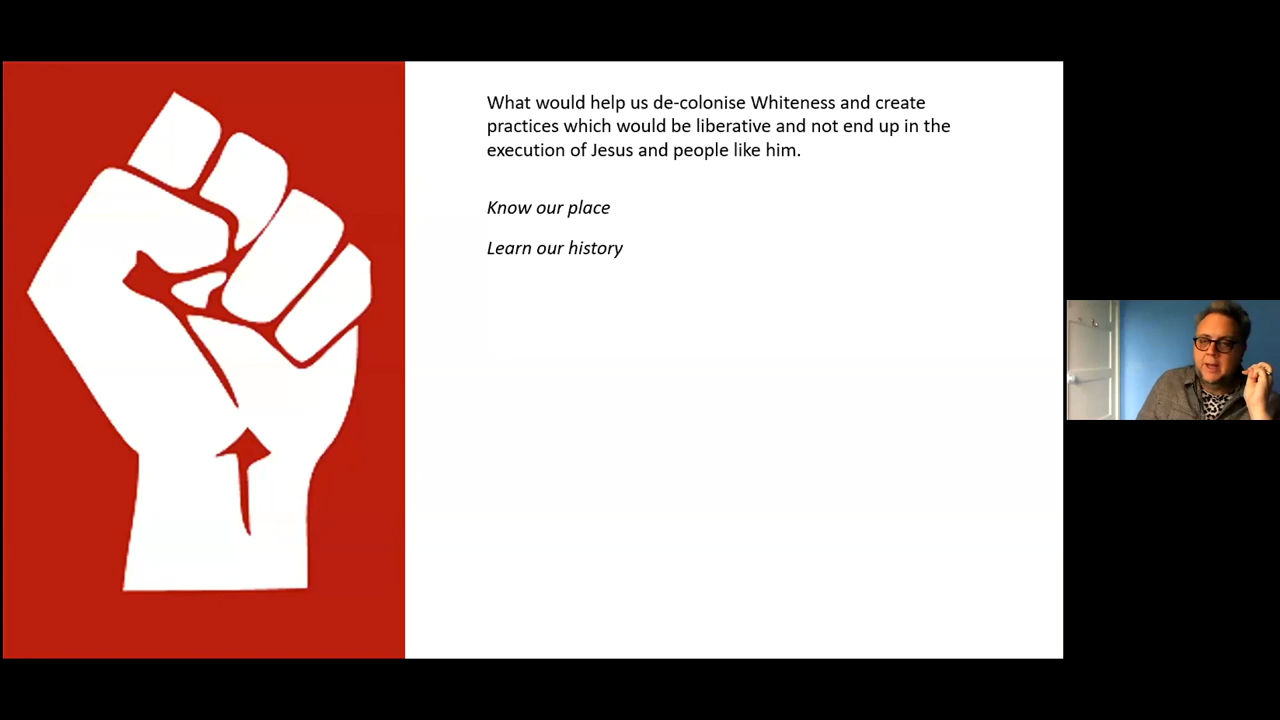 What would help us de-colonise Whiteness and create
practices which would be liberative and not end up in the
execution of Jesus and people like him.
Know our place
Learn our history